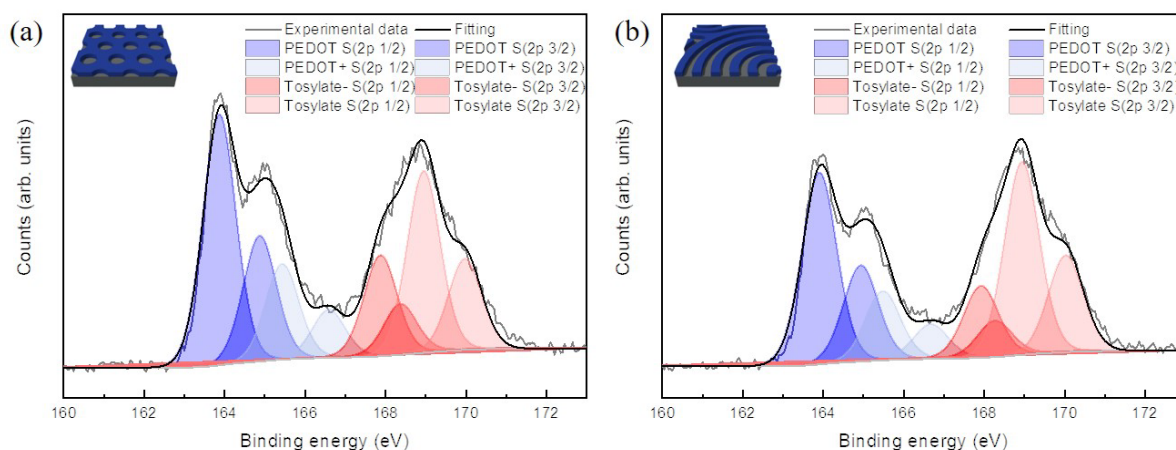 (a)
Experimental data Fitting
PEDOT S(2p 1/2) PEDOT S(2p 3/2)
PEDOT+ S(2p 1/2) PEDOT+ S(2p 3/2)
Tosylate- S(2p 1/2) Tosylate- S(2p 3/2)
Tosylate S(2p 1/2) Tosylate S(2p 3/2)
Counts (arb. units)
160 162 164 166 168 170 172
Binding energy (eV)
(b)
Experimental data Fitting
PEDOT S(2p 1/2) PEDOT S(2p 3/2)
PEDOT+ S(2p 1/2) PEDOT+ S(2p 3/2)
Tosylate- S(2p 1/2) Tosylate- S(2p 3/2)
Tosylate S(2p 1/2) Tosylate S(2p 3/2)
Counts (arb. units)
160 162 164 166 168 170 172
Binding energy (eV)